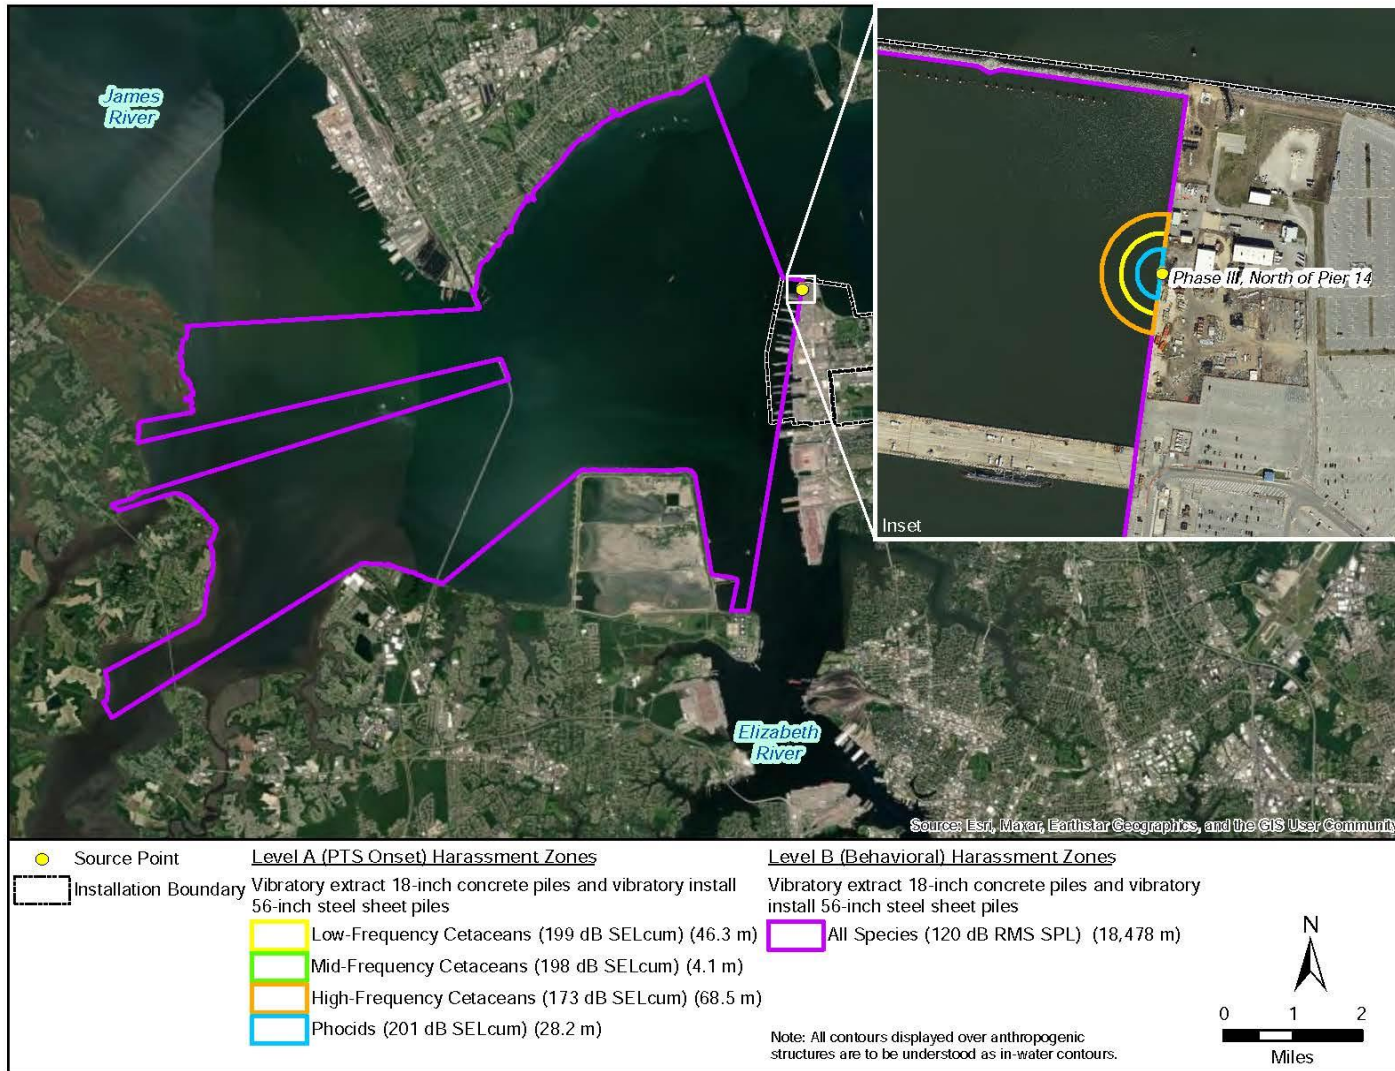 James
River
Phase III, North of Pier 14
Inset
Elizabeth
River
Source: Esri, Maxar, Earthstar Geographics, and the GIS User Community
Source Point
Installation Boundary
Level A (PTS Onset) Harassment Zones
Vibratory extract 18-inch concrete piles and vibratory install
56-inch steel sheet piles
Low-Frequency Cetaceans (199 dB SELcum) (46.3 m)
Mid-Frequency Cetaceans (198 dB SELcum) (4.1 m)
High-Frequency Cetaceans (173 dB SELcum) (68.5 m)
Phocids (201 dB SELcum) (28.2 m)
Level B (Behavioral) Harassment Zones
Vibratory extract 18-inch concrete piles and vibratory
install 56-inch steel sheet piles
All Species (120 dB RMS SPL) (18,478 m)
Note: All contours displayed over anthropogenic
structures are to be understood as in-water contours.
N
0 1 2
Miles